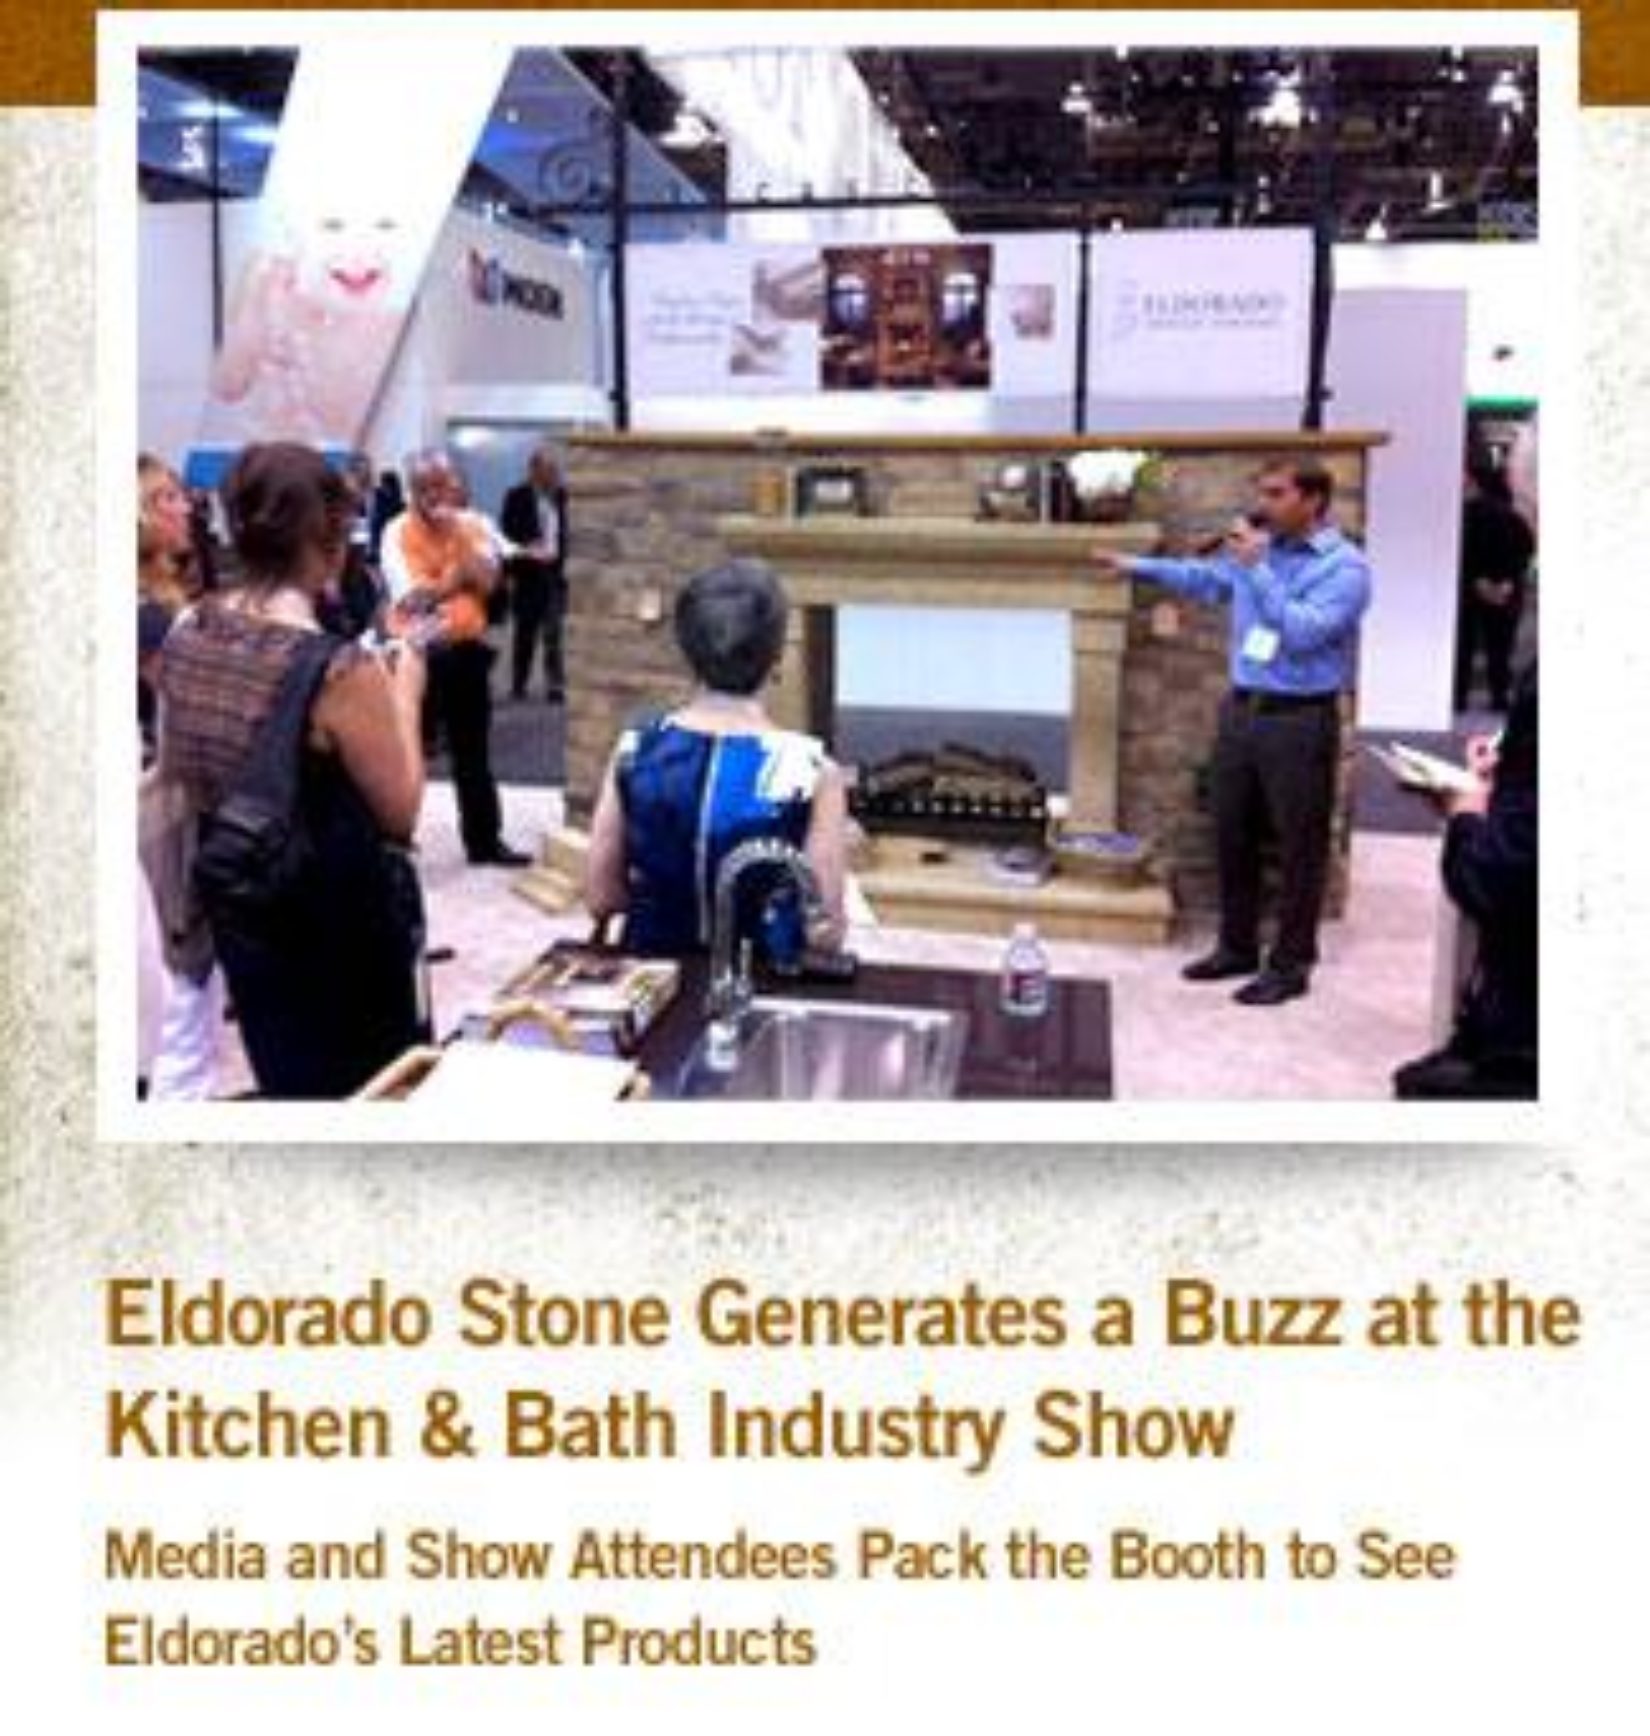 ELDORADO
Eldorado Stone Generates a Buzz at the
Kitchen & Bath Industry Show
Media and Show Attendees Pack the Booth to See
Eldorado's Latest Products